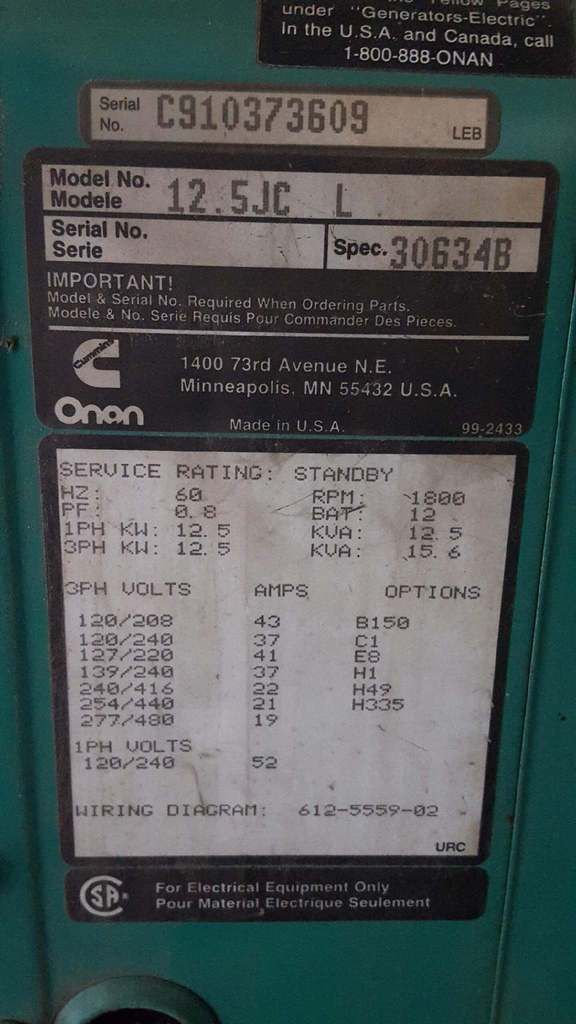 Yellow Pages
under "Generators-Electric".
In the U.S.A. and Canada, call
1-800-888-ONAN
Serial No. C910373609 LEB
Model No.
Modele 12.5JC L
Serial No.
Serie
Spec. 30634B
IMPORTANT!
Model & Serial No. Required When Ordering Parts.
Modele & No. Serie Requis Pour Commander Des Pieces.
Cummins
Onan
1400 73rd Avenue N.E.
Minneapolis, MN 55432 U.S.A.
Made in U.S.A. 99-2433
SERVICE RATING: STANDBY
HZ: 60 RPM: 1800
PF: 0.8 BAT: 12
1PH KW: 12.5 KVA: 12.5
3PH KW: 12.5 KVA: 15.6
3PH VOLTS AMPS OPTIONS
120/208 43 B150
120/240 37 C1
127/220 41 E8
139/240 37 H1
240/416 22 H49
254/440 21 H335
277/480 19
1PH VOLTS
120/240 52
WIRING DIAGRAM: 612-5559-02
URC
SA
For Electrical Equipment Only
Pour Material Electrique Seulement